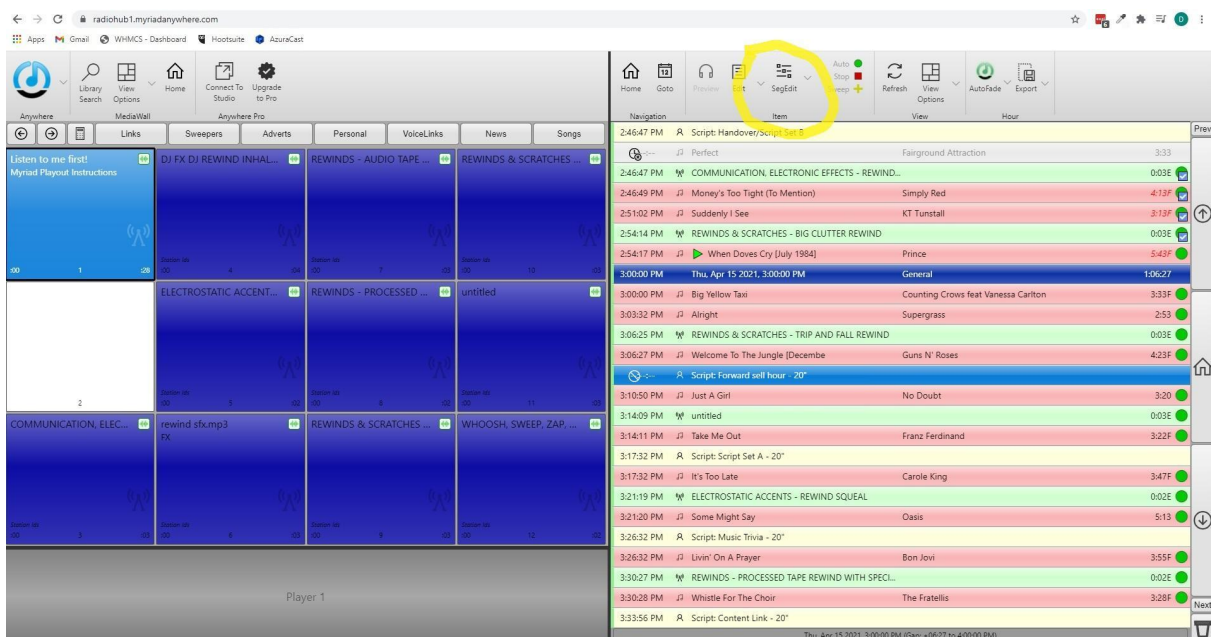 radiohub1.myriadanywhere.com
Apps Gmail WHMCS - Dashboard Hootsuite AzuraCast
Library Search
View Options
Home
Connect To Studio
Upgrade to Pro
Anywhere MediaWall Anywhere Pro
Links Sweepers Adverts Personal VoiceLinks News Songs
Listen to me first!
Myriad Playout Instructions
:00 1 :28
DJ FX DJ REWIND INHAL...
4
REWINDS - AUDIO TAPE ...
7
REWINDS & SCRATCHES ...
10
2
ELECTROSTATIC ACCENT...
5
REWINDS - PROCESSED ...
8
untitled
11
COMMUNICATION, ELEC...
3
rewind sfx.mp3
FX
6
REWINDS & SCRATCHES ...
9
WHOOSH, SWEEP, ZAP, ...
12
Player 1
Home Goto Preview Edit SegEdit
Auto
Stop
Sweep
Refresh
View Options
AutoFade Export
Navigation Item View Hour
2:46:47 PM Script: Handover/Script Set B
-:-- Perfect Fairground Attraction 3:33
2:46:47 PM COMMUNICATION, ELECTRONIC EFFECTS - REWIND... 0:03E
2:46:49 PM Money's Too Tight (To Mention) Simply Red 4:13F
2:51:02 PM Suddenly I See KT Tunstall 3:13F
2:54:14 PM REWINDS & SCRATCHES - BIG CLUTTER REWIND 0:03E
2:54:17 PM When Doves Cry [July 1984] Prince 5:43F
3:00:00 PM Thu, Apr 15 2021, 3:00:00 PM General 1:06:27
3:00:00 PM Big Yellow Taxi Counting Crows feat Vanessa Carlton 3:33F
3:03:32 PM Alright Supergrass 2:53
3:06:25 PM REWINDS & SCRATCHES - TRIP AND FALL REWIND 0:03E
3:06:27 PM Welcome To The Jungle [Decembe Guns N' Roses 4:23F
-:-- Script: Forward sell hour - 20"
3:10:50 PM Just A Girl No Doubt 3:20
3:14:09 PM untitled 0:03E
3:14:11 PM Take Me Out Franz Ferdinand 3:22F
3:17:32 PM Script: Script Set A - 20"
3:17:32 PM It's Too Late Carole King 3:47F
3:21:19 PM ELECTROSTATIC ACCENTS - REWIND SQUEAL 0:02E
3:21:20 PM Some Might Say Oasis 5:13
3:26:32 PM Script: Music Trivia - 20"
3:26:32 PM Livin' On A Prayer Bon Jovi 3:55F
3:30:27 PM REWINDS - PROCESSED TAPE REWIND WITH SPECI... 0:02E
3:30:28 PM Whistle For The Choir The Fratellis 3:28F
3:33:56 PM Script: Content Link - 20"
Thu, Apr 15 2021, 3:00:00 PM (Gap: +06:27 to 4:00:00 PM)
Prev
Next